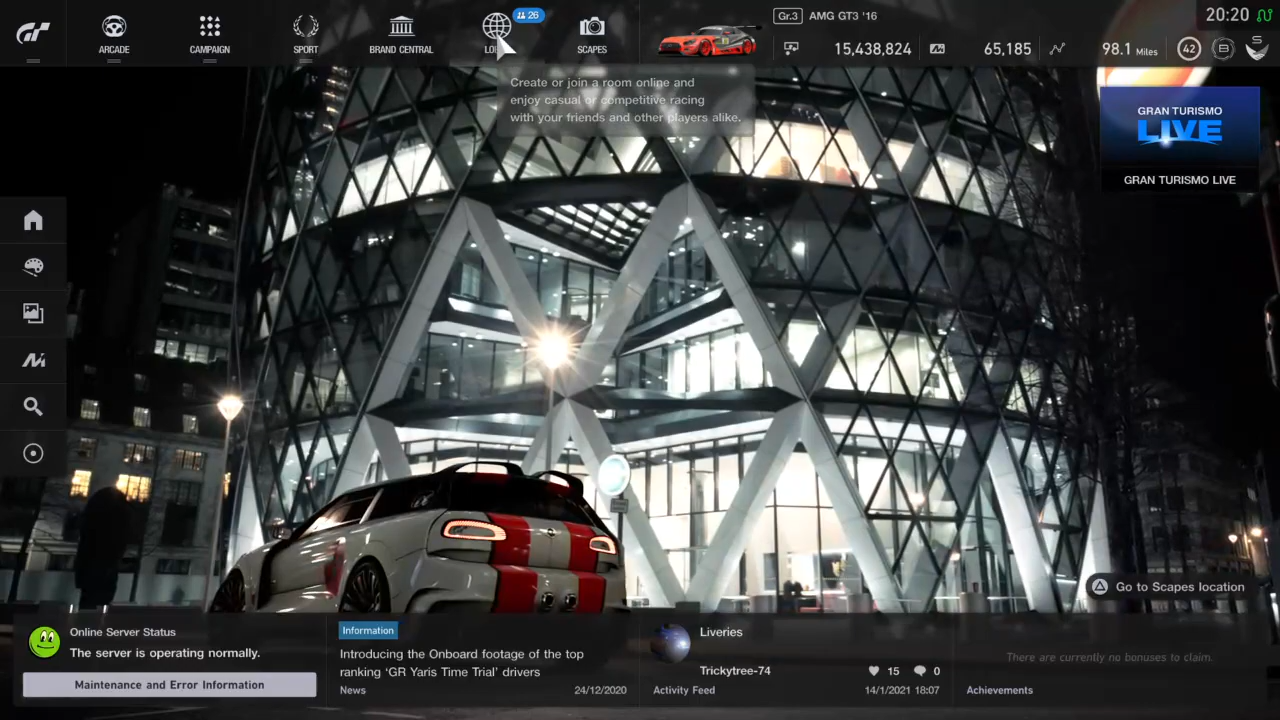 GT
ARCADE
CAMPAIGN
SPORT
BRAND CENTRAL
26
SCAPES
Gr.3 AMG GT3 '16
15,438,824
65,185
98.1 Miles
42
B
S
20:20
Create or join a room online and
enjoy casual or competitive racing
with your friends and other players alike.
GRAN TURISMO
LIVE
GRAN TURISMO LIVE
Go to Scapes location
Online Server Status
The server is operating normally.
Maintenance and Error Information
Information
Introducing the Onboard footage of the top
ranking 'GR Yaris Time Trial' drivers
News 24/12/2020
Liveries
Trickytree-74 15 0
Activity Feed 14/1/2021 18:07
There are currently no bonuses to claim.
Achievements